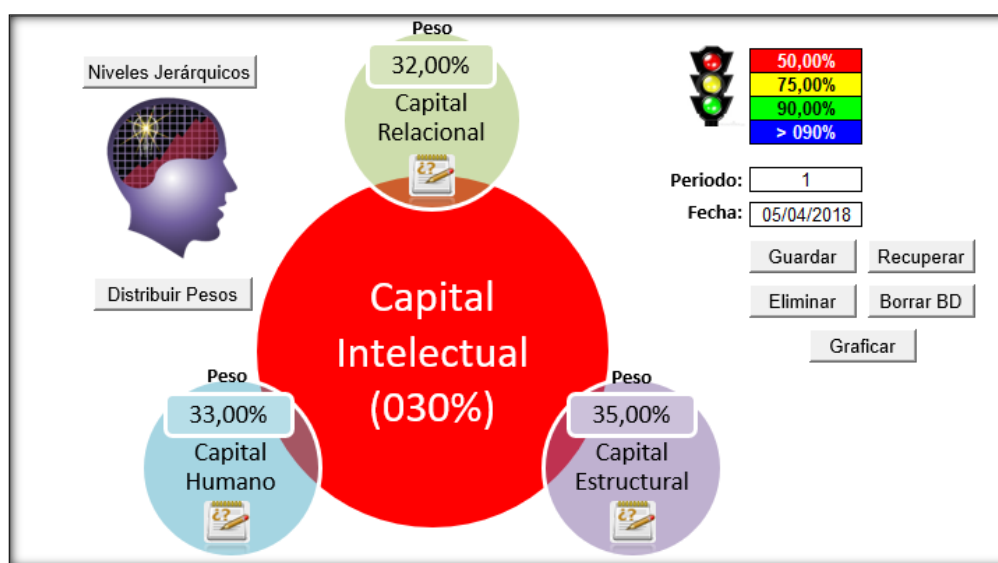 Niveles Jerárquicos
Distribuir Pesos
Peso
32,00%
Capital
Relacional
¿?
Capital
Intelectual
(030%)
Peso
33,00%
Capital
Humano
¿?
Peso
35,00%
Capital
Estructural
¿?
50,00%
75,00%
90,00%
> 090%
Periodo: 1
Fecha: 05/04/2018
Guardar Recuperar
Eliminar Borrar BD
Graficar